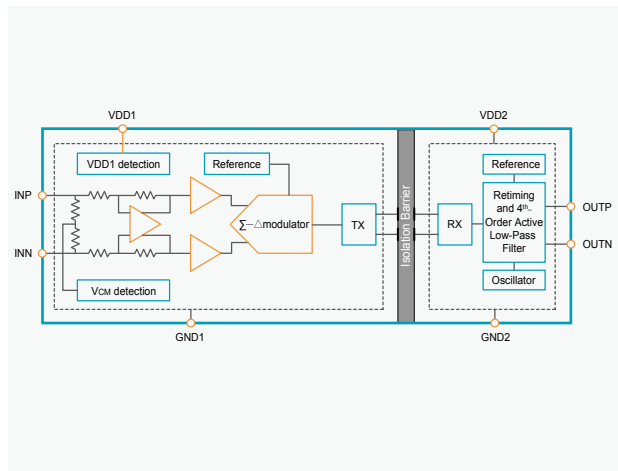 VDD1
VDD2
VDD1 detection
Reference
Reference
INP
INN
∑-△modulator
TX
Isolation Barrier
RX
Retiming
and 4th-
Order Active
Low-Pass
Filter
OUTP
OUTN
VCM detection
Oscillator
GND1
GND2